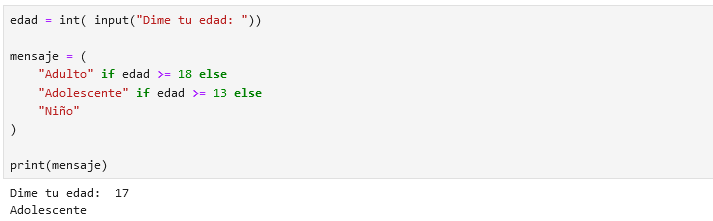 edad = int( input("Dime tu edad: "))
mensaje = (
    "Adulto" if edad >= 18 else
    "Adolescente" if edad >= 13 else
    "Niño"
)
print(mensaje)
Dime tu edad:  17
Adolescente